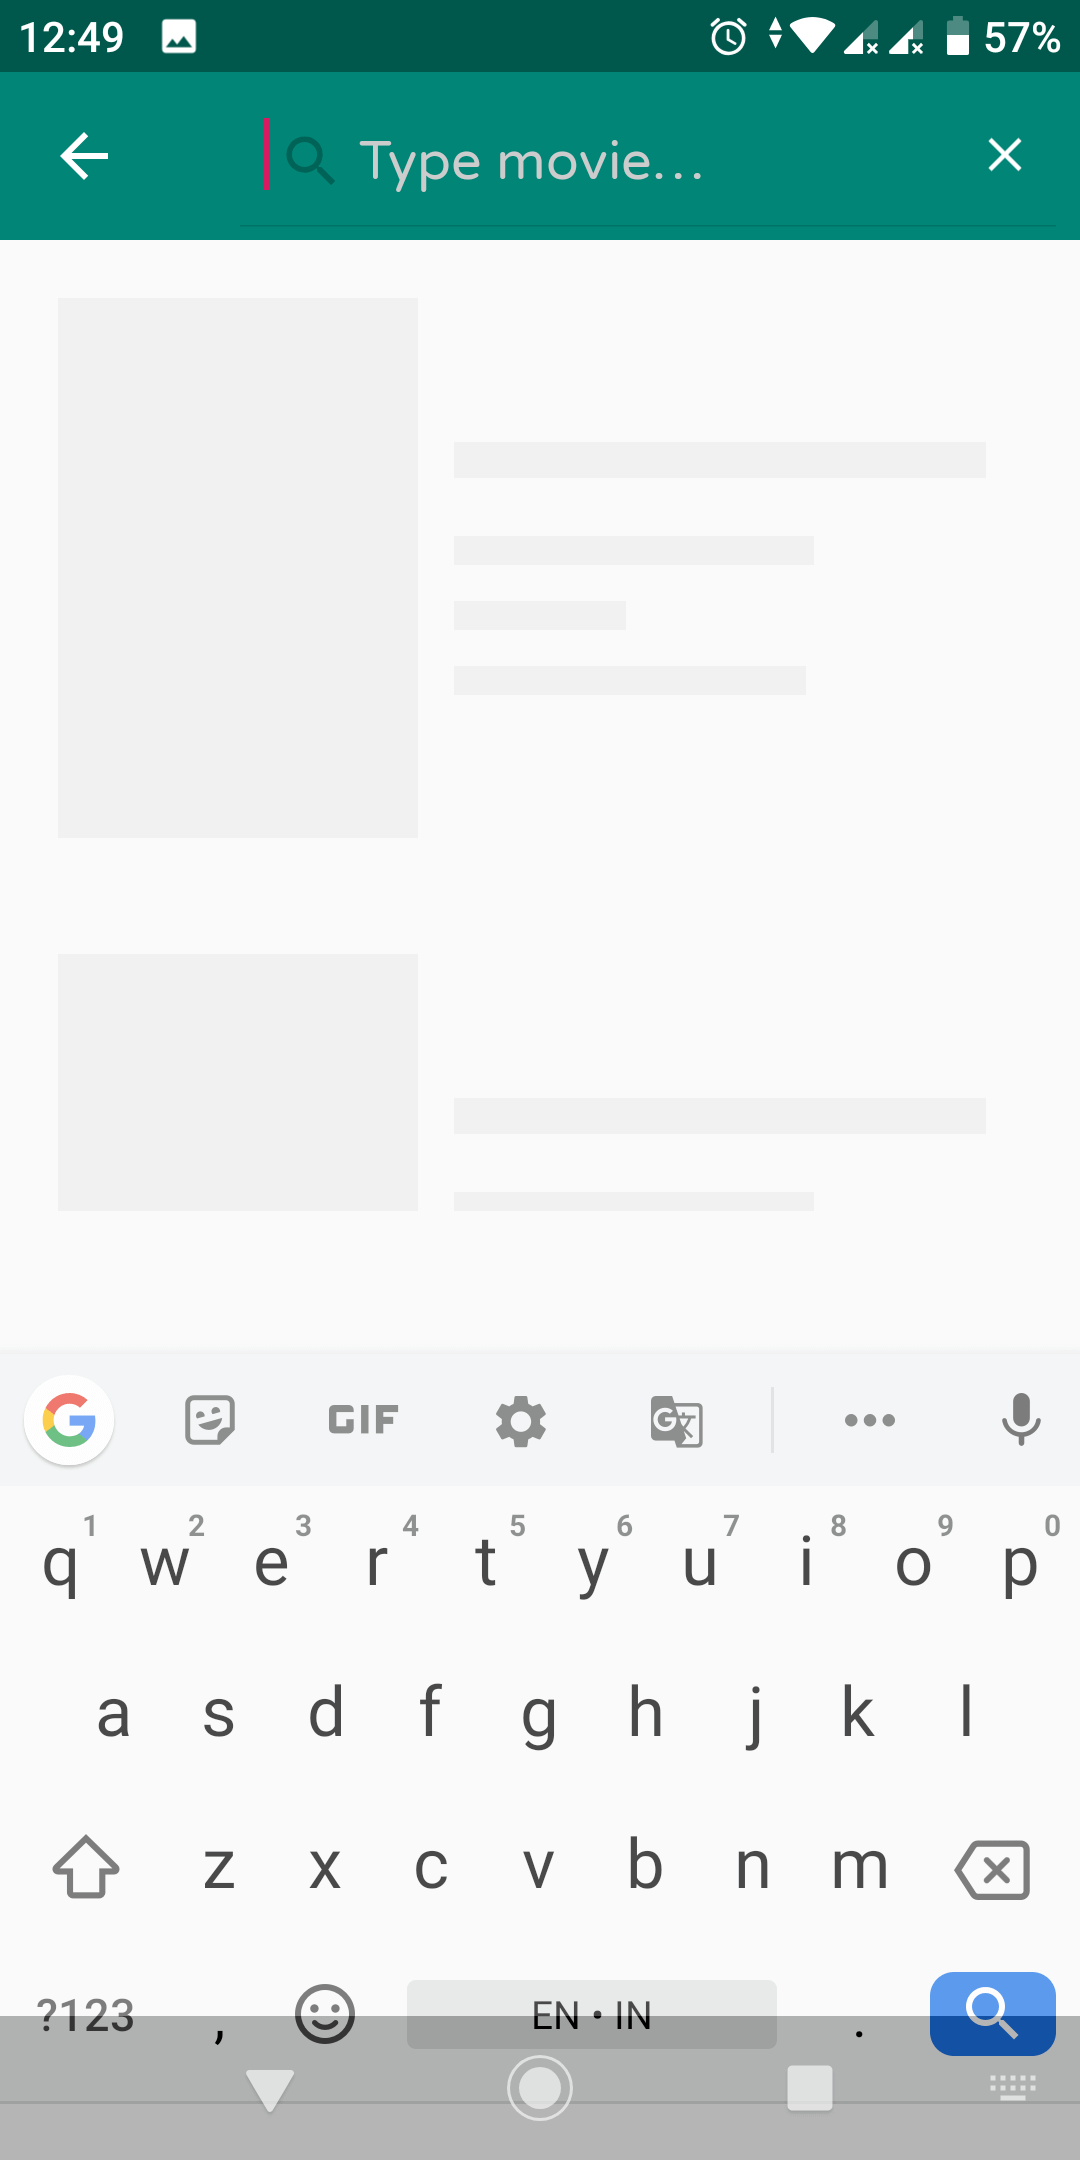 12:49 57%
Type movie...
GIF
1 2 3 4 5 6 7 8 9 0
q w e r t y u i o p
a s d f g h j k l
z x c v b n m
?123 , EN • IN .